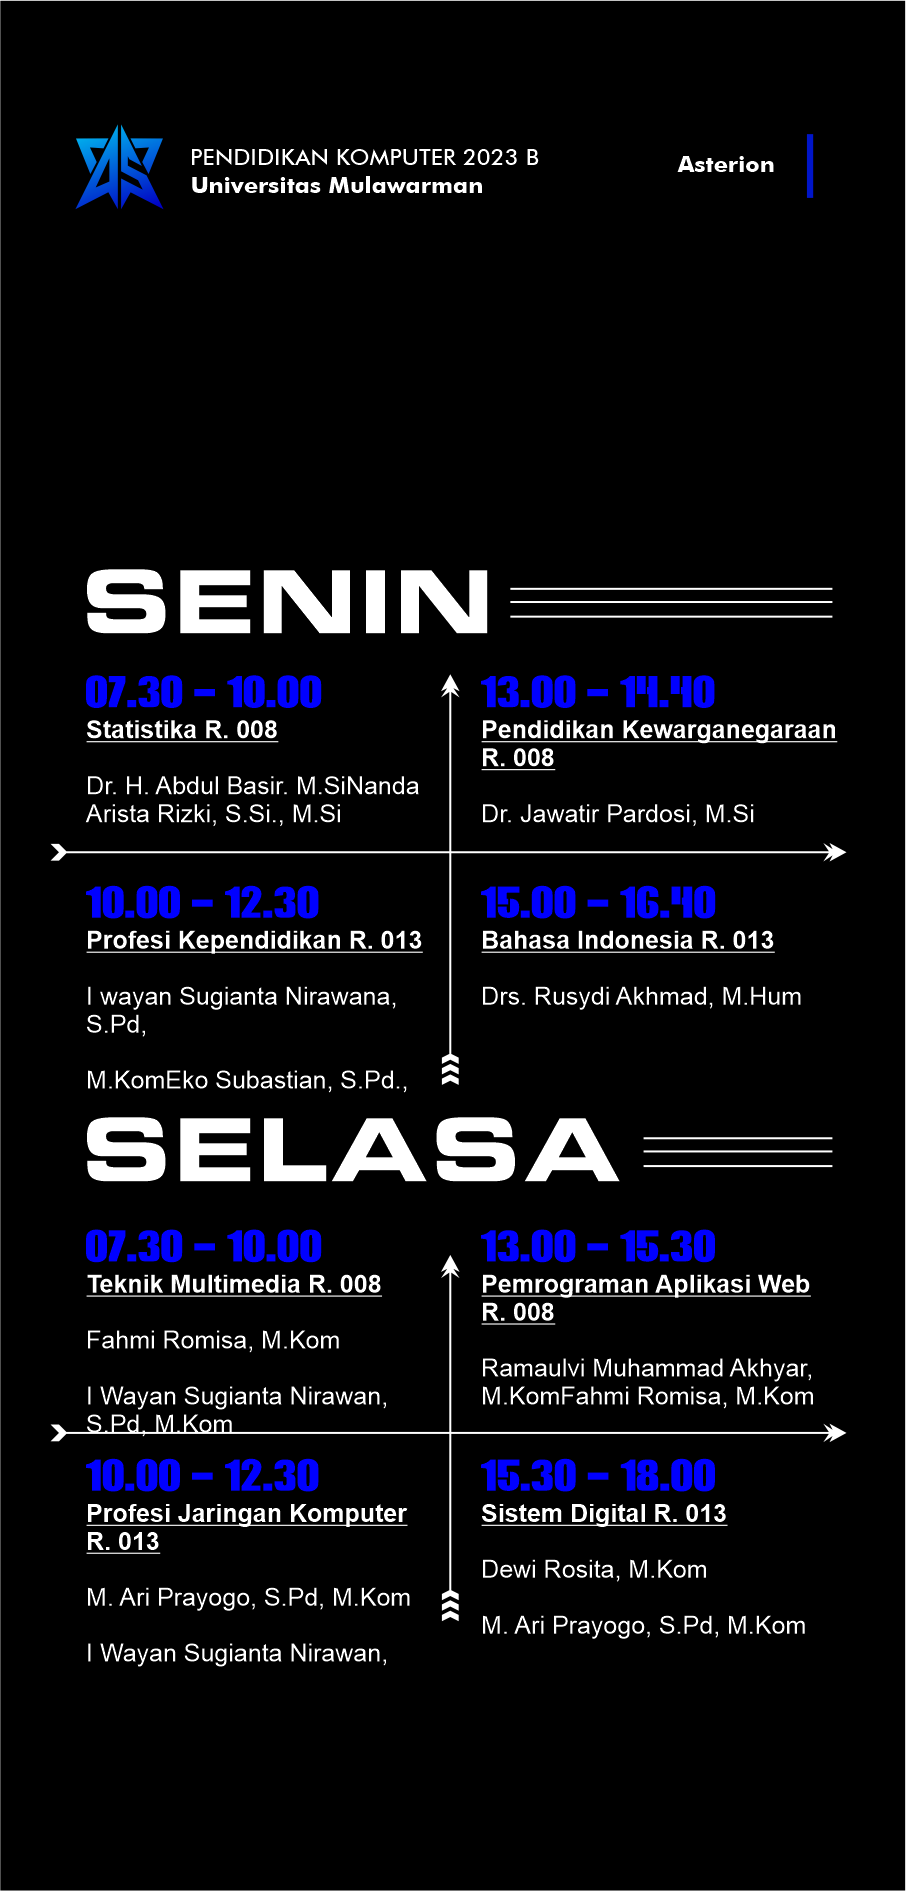 PENDIDIKAN KOMPUTER 2023 B
Universitas Mulawarman
Asterion
SENIN
07.30 – 10.00
Statistika R. 008
Dr. H. Abdul Basir. M.SiNanda
Arista Rizki, S.Si., M.Si
13.00 – 14.40
Pendidikan Kewarganegaraan
R. 008
Dr. Jawatir Pardosi, M.Si
10.00 – 12.30
Profesi Kependidikan R. 013
I wayan Sugianta Nirawana,
S.Pd,
M.KomEko Subastian, S.Pd.,
15.00 – 16.40
Bahasa Indonesia R. 013
Drs. Rusydi Akhmad, M.Hum
SELASA
07.30 – 10.00
Teknik Multimedia R. 008
Fahmi Romisa, M.Kom
I Wayan Sugianta Nirawan,
S.Pd, M.Kom
13.00 – 15.30
Pemrograman Aplikasi Web
R. 008
Ramaulvi Muhammad Akhyar,
M.KomFahmi Romisa, M.Kom
10.00 – 12.30
Profesi Jaringan Komputer
R. 013
M. Ari Prayogo, S.Pd, M.Kom
I Wayan Sugianta Nirawan,
15.30 – 18.00
Sistem Digital R. 013
Dewi Rosita, M.Kom
M. Ari Prayogo, S.Pd, M.Kom